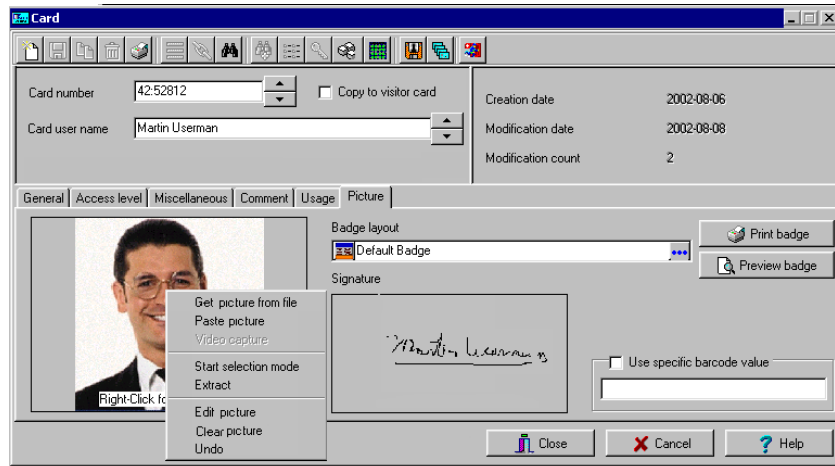 Card
Card number 42:52812 Copy to visitor card
Card user name Martin Userman
Creation date 2002-08-06
Modification date 2002-08-08
Modification count 2
General Access level Miscellaneous Comment Usage Picture
Badge layout
Default Badge
Print badge
Preview badge
Signature
Martin Userman
Right-Click fo
Get picture from file
Paste picture
Video capture
Start selection mode
Extract
Edit picture
Clear picture
Undo
Use specific barcode value
Close Cancel Help